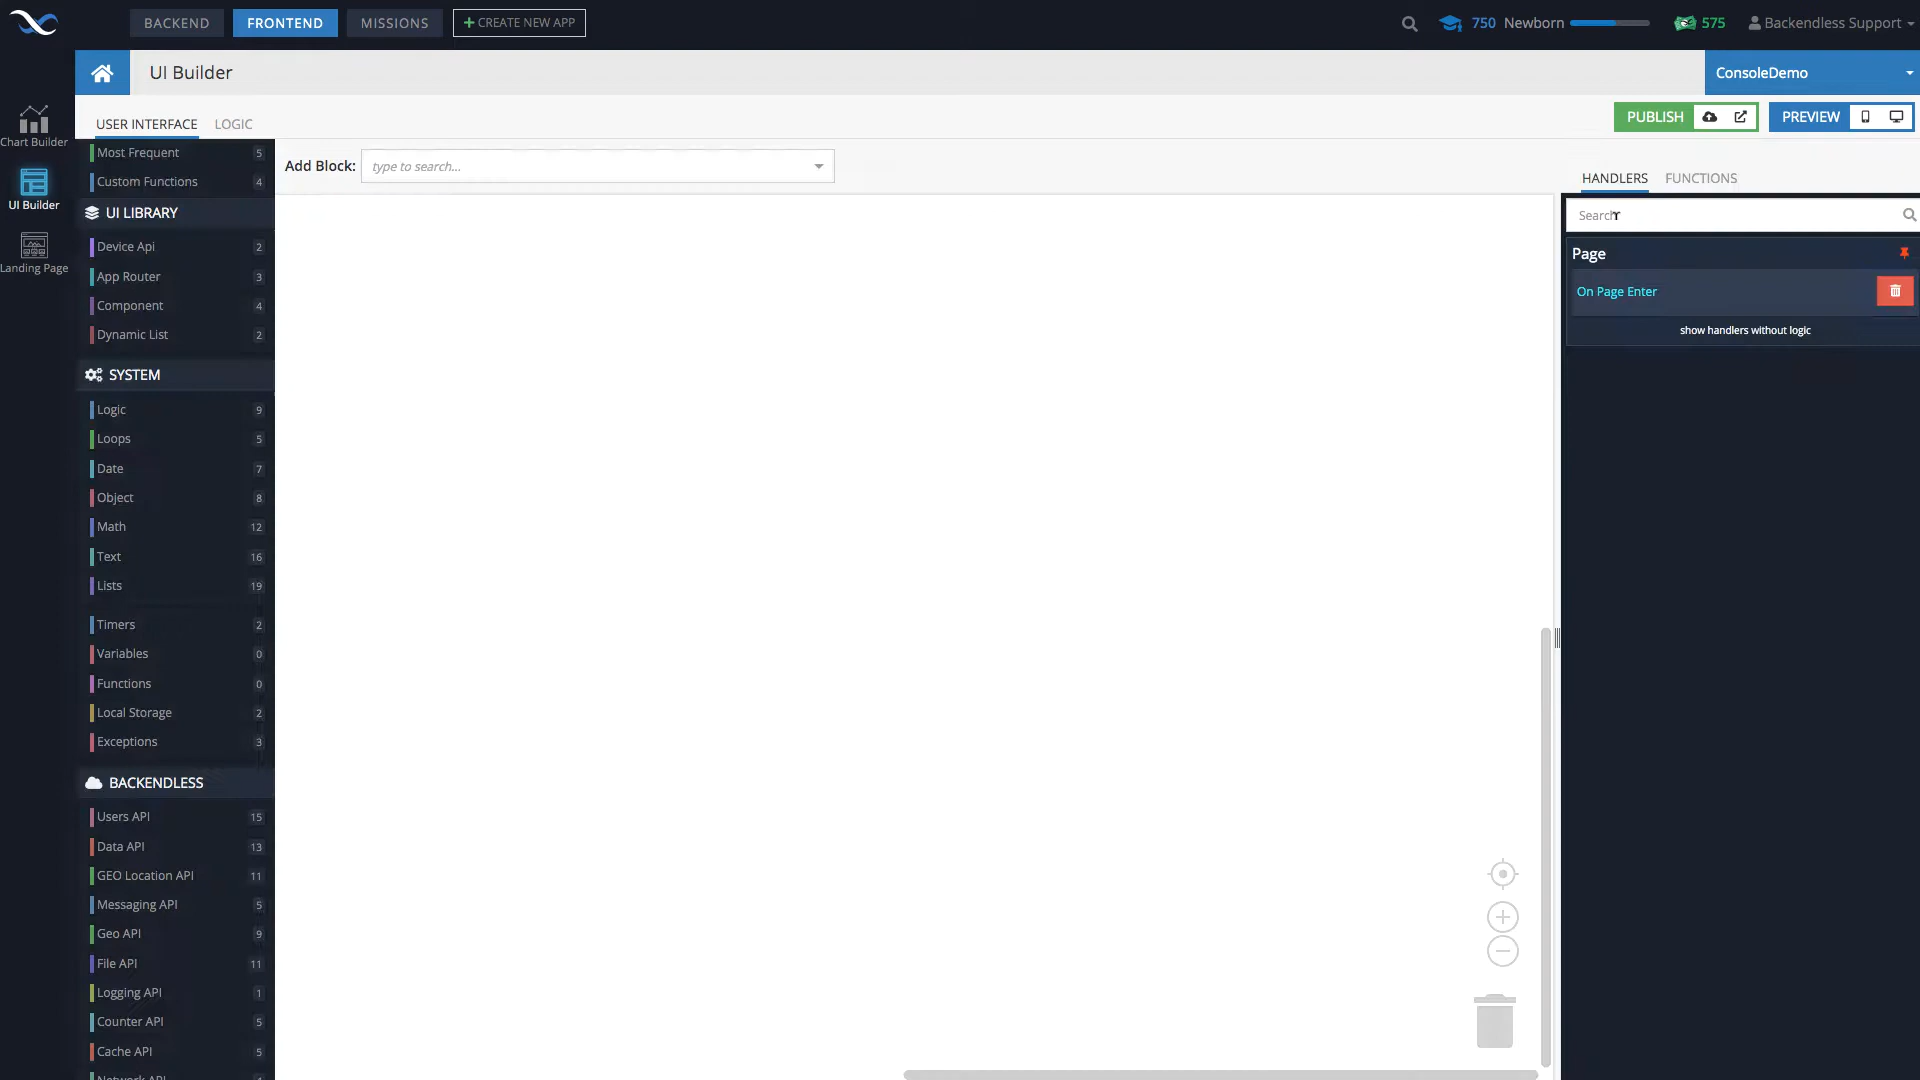 BACKEND
FRONTEND
MISSIONS
+ CREATE NEW APP
750 Newborn
575
Backendless Support
UI Builder
ConsoleDemo
USER INTERFACE
LOGIC
PUBLISH
PREVIEW
Chart Builder
UI Builder
Landing Page
Most Frequent 5
Custom Functions 4
UI LIBRARY
Device Api 2
App Router 3
Component 4
Dynamic List 2
SYSTEM
Logic 9
Loops 5
Date 7
Object 8
Math 12
Text 16
Lists 19
Timers 2
Variables 0
Functions 0
Local Storage 2
Exceptions 3
BACKENDLESS
Users API 15
Data API 13
GEO Location API 11
Messaging API 5
Geo API 9
File API 11
Logging API 1
Counter API 5
Cache API 5
Add Block: type to search...
HANDLERS
FUNCTIONS
Search
Page
On Page Enter
show handlers without logic